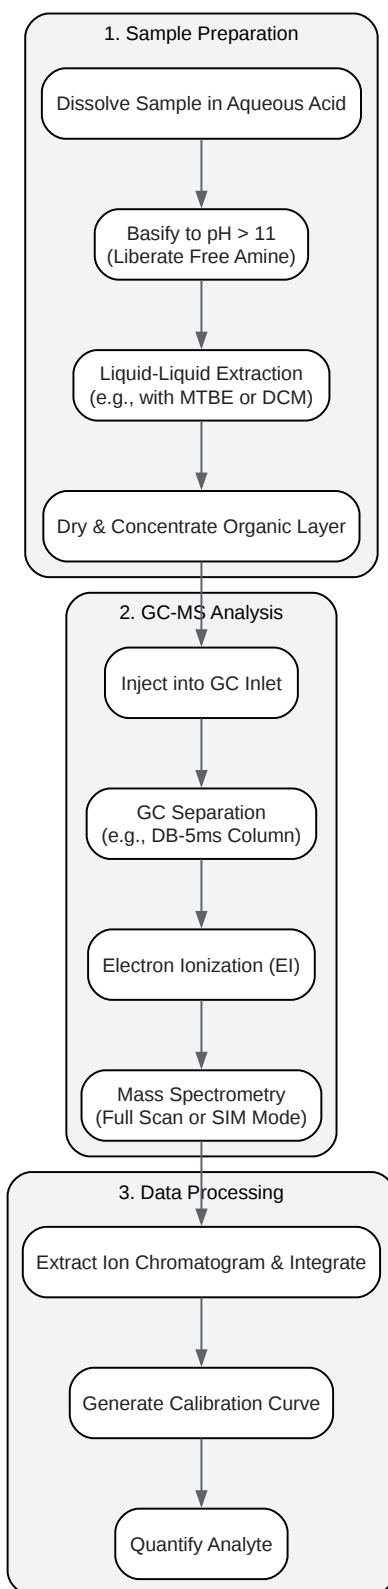 1. Sample Preparation
Dissolve Sample in Aqueous Acid
Basify to pH > 11
(Liberate Free Amine)
Liquid-Liquid Extraction
(e.g., with MTBE or DCM)
Dry & Concentrate Organic Layer
2. GC-MS Analysis
Inject into GC Inlet
GC Separation
(e.g., DB-5ms Column)
Electron Ionization (EI)
Mass Spectrometry
(Full Scan or SIM Mode)
3. Data Processing
Extract Ion Chromatogram & Integrate
Generate Calibration Curve
Quantify Analyte